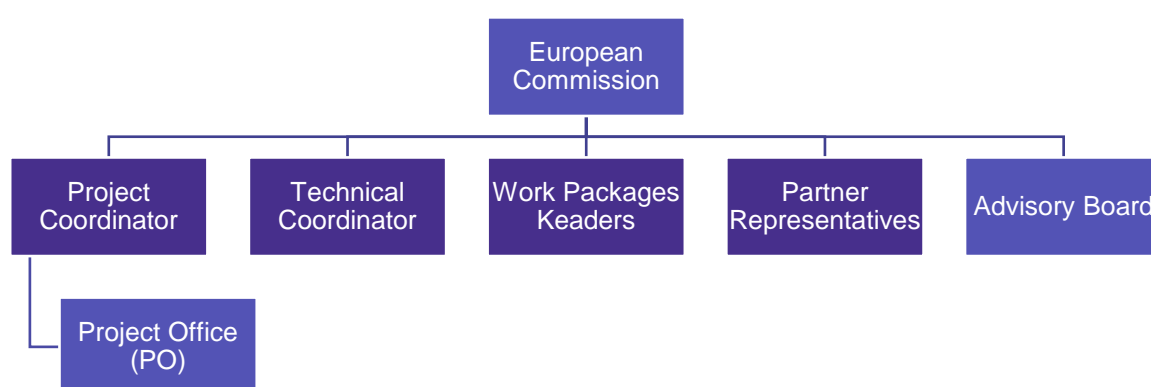 European
Commission
Project
Coordinator
Technical
Coordinator
Work Packages
Keaders
Partner
Representatives
Advisory Board
Project Office
(PO)